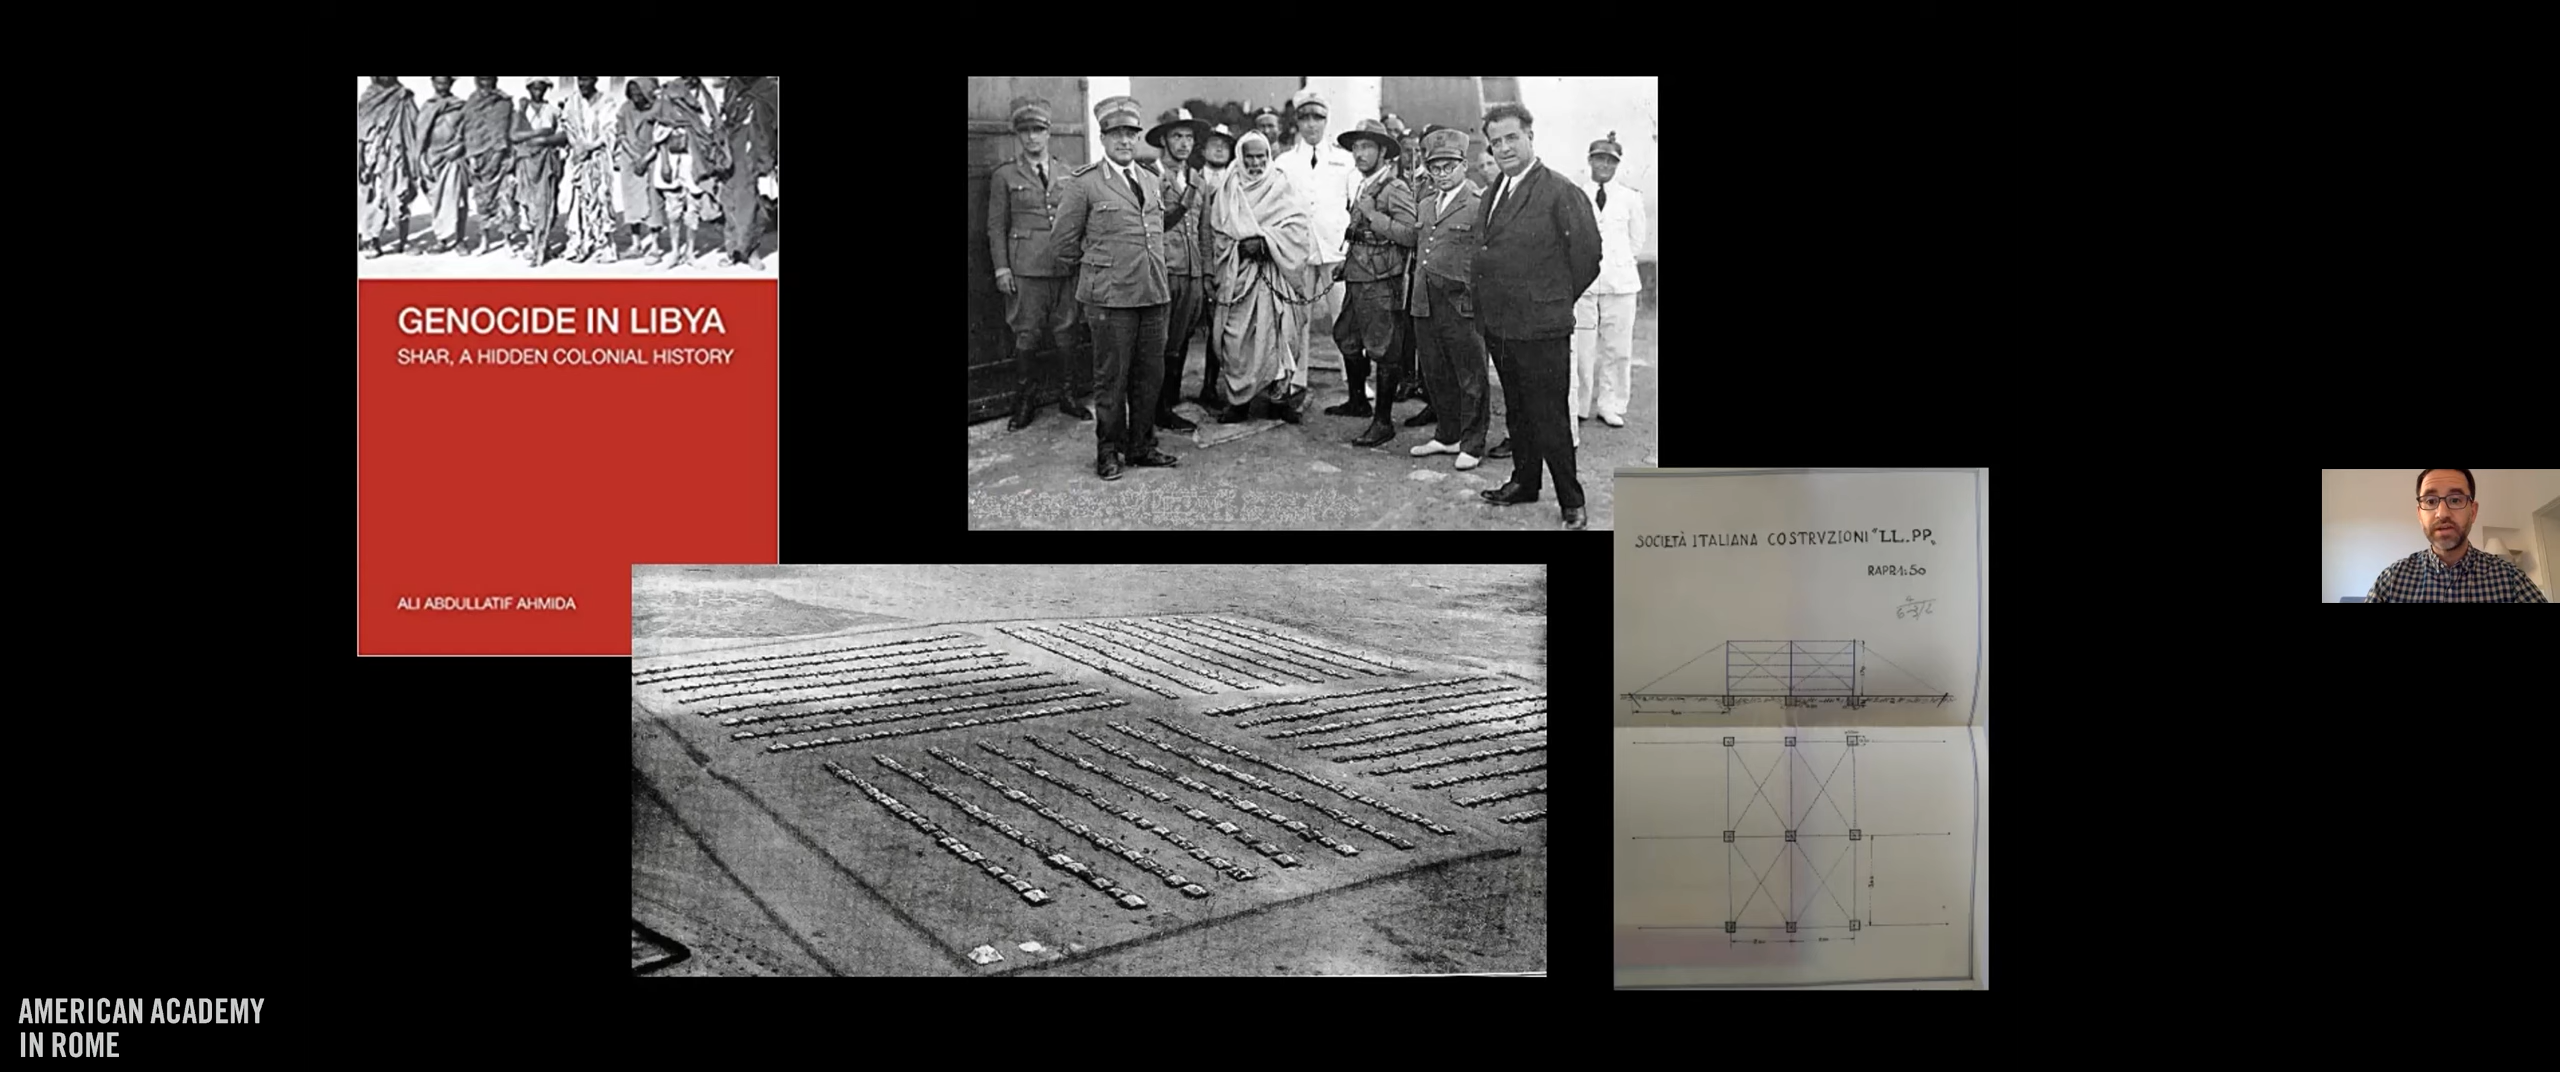 GENOCIDE IN LIBYA
SHAR, A HIDDEN COLONIAL HISTORY
ALI ABDULLATIF AHMIDA
SOCIETÀ ITALIANA COSTRVZIONI "LL.PP.
RAPP.1:50
AMERICAN ACADEMY
IN ROME